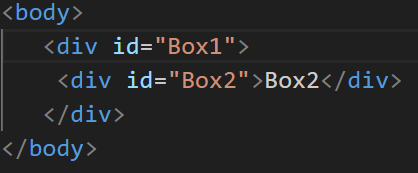 <body>
<div id="Box1">
<div id="Box2">Box2</div>
</div>
</body>